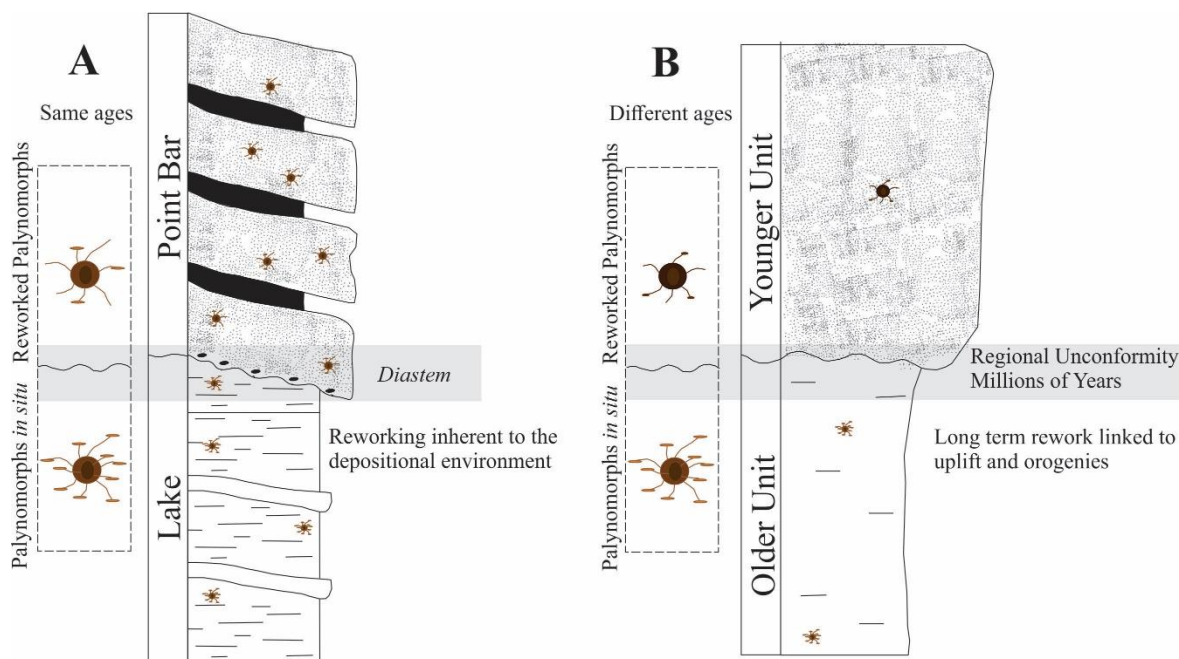 A
Same ages
Reworked Palynomorphs
Palynomorphs in situ
Point Bar
Lake
Diastem
Reworking inherent to the
depositional environment
B
Different ages
Reworked Palynomorphs
Palynomorphs in situ
Younger Unit
Older Unit
Regional Unconformity
Millions of Years
Long term rework linked to
uplift and orogenies